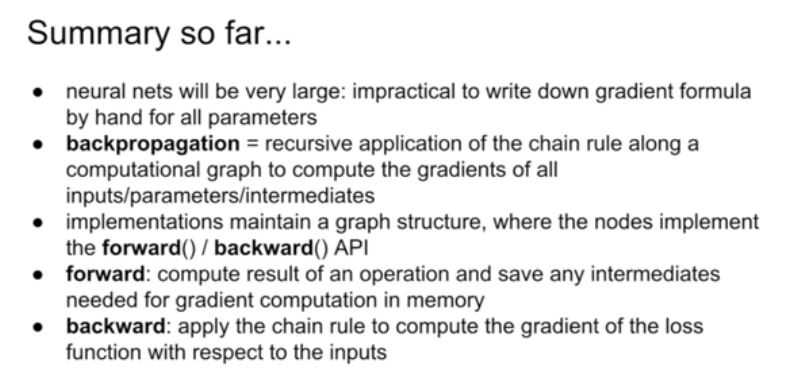 Summary so far...
● neural nets will be very large: impractical to write down gradient formula
by hand for all parameters
● backpropagation = recursive application of the chain rule along a
computational graph to compute the gradients of all
inputs/parameters/intermediates
● implementations maintain a graph structure, where the nodes implement
the forward() / backward() API
● forward: compute result of an operation and save any intermediates
needed for gradient computation in memory
● backward: apply the chain rule to compute the gradient of the loss
function with respect to the inputs